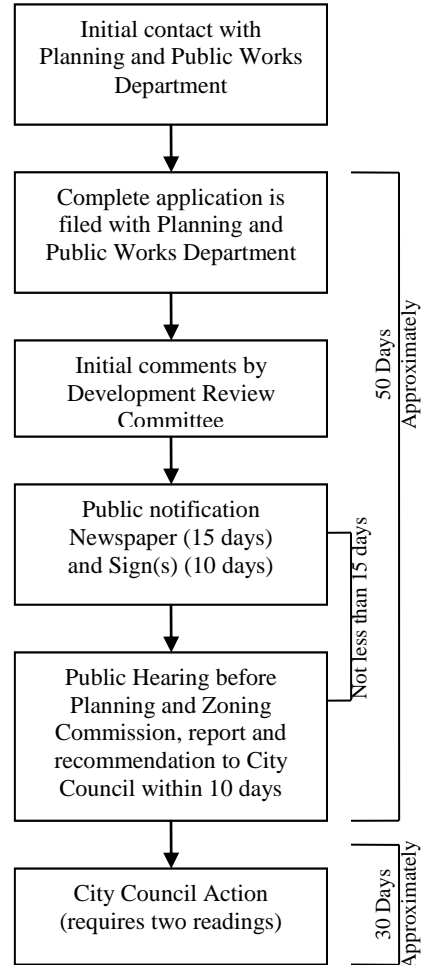 Initial contact with
Planning and Public Works
Department
Complete application is
filed with Planning and
Public Works Department
Initial comments by
Development Review
Committee
Public notification
Newspaper (15 days)
and Sign(s) (10 days)
Public Hearing before
Planning and Zoning
Commission, report and
recommendation to City
Council within 10 days
City Council Action
(requires two readings)
Not less than 15 days
50 Days
Approximately
30 Days
Approximately